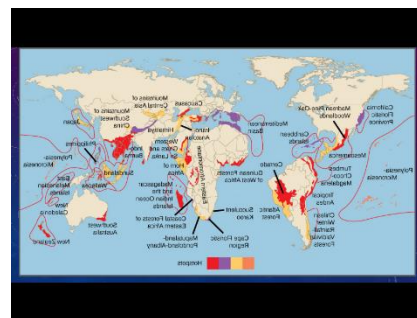 California
Floristic
Province
Madrean Pine-Oak
Woodlands
Mesoamerica
Caribbean
Islands
Polynesia-
Micronesia
Tumbes-
Chocó-
Magdalena
Tropical
Andes
Chilean
Winter
Rainfall
Valdivian
Forests
Cerrado
Atlantic
Forest
Mediterranean
Basin
Guinean Forests
of West Africa
Succulent
Karoo
Cape Floristic
Region
Caucasus
Irano-
Anatolian
Mountains of
Central Asia
Himalaya
Western
Ghats and
Sri Lanka
Horn of
Africa
Eastern Afromontane
Madagascar
and the
Indian Ocean
Islands
Coastal Forests of
Eastern Africa
Maputaland-
Pondoland-Albany
Mountains of
Southwest
China
Indo-
Burma
Japan
Philippines
Sundaland
Wallacea
Polynesia-
Micronesia
East
Melanesian
Islands
New
Caledonia
Southwest
Australia
New Zealand
Hotspots